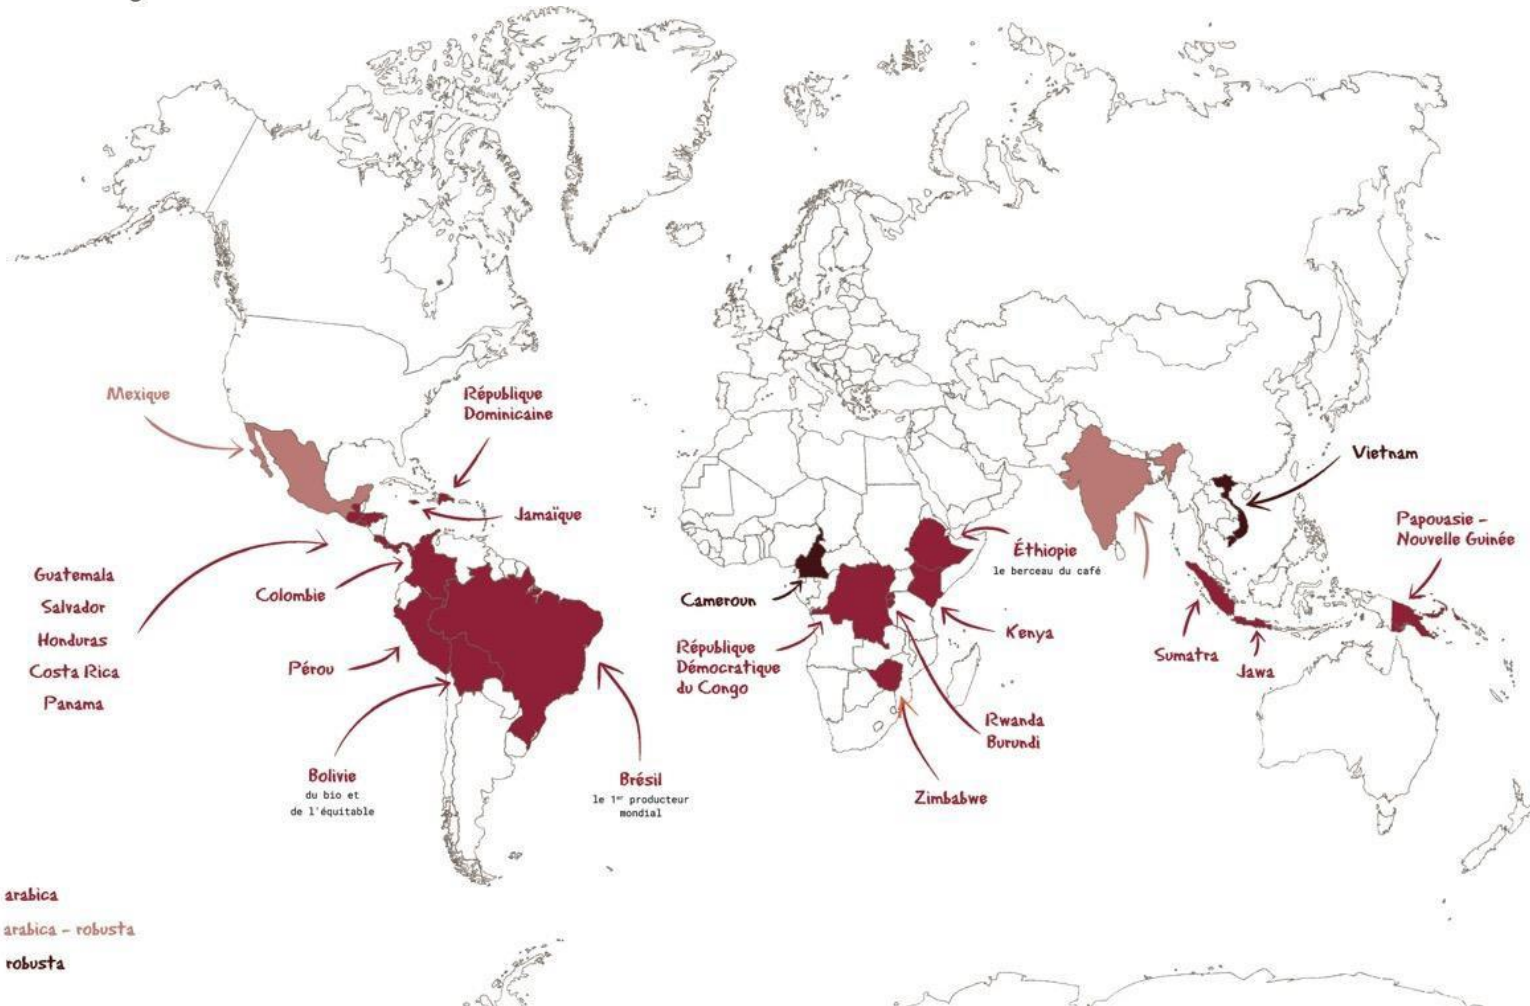 Mexique
République
Dominicaine
Jamaïque
Guatemala
Salvador
Honduras
Costa Rica
Panama
Colombie
Pérou
Bolivie
du bio et
de l'équitable
Brésil
le 1er producteur
mondial
Cameroun
République
Démocratique
du Congo
Éthiopie
le berceau du café
Kenya
Rwanda
Burundi
Zimbabwe
Vietnam
Papouasie -
Nouvelle Guinée
Sumatra
Jawa
arabica
arabica - robusta
robusta